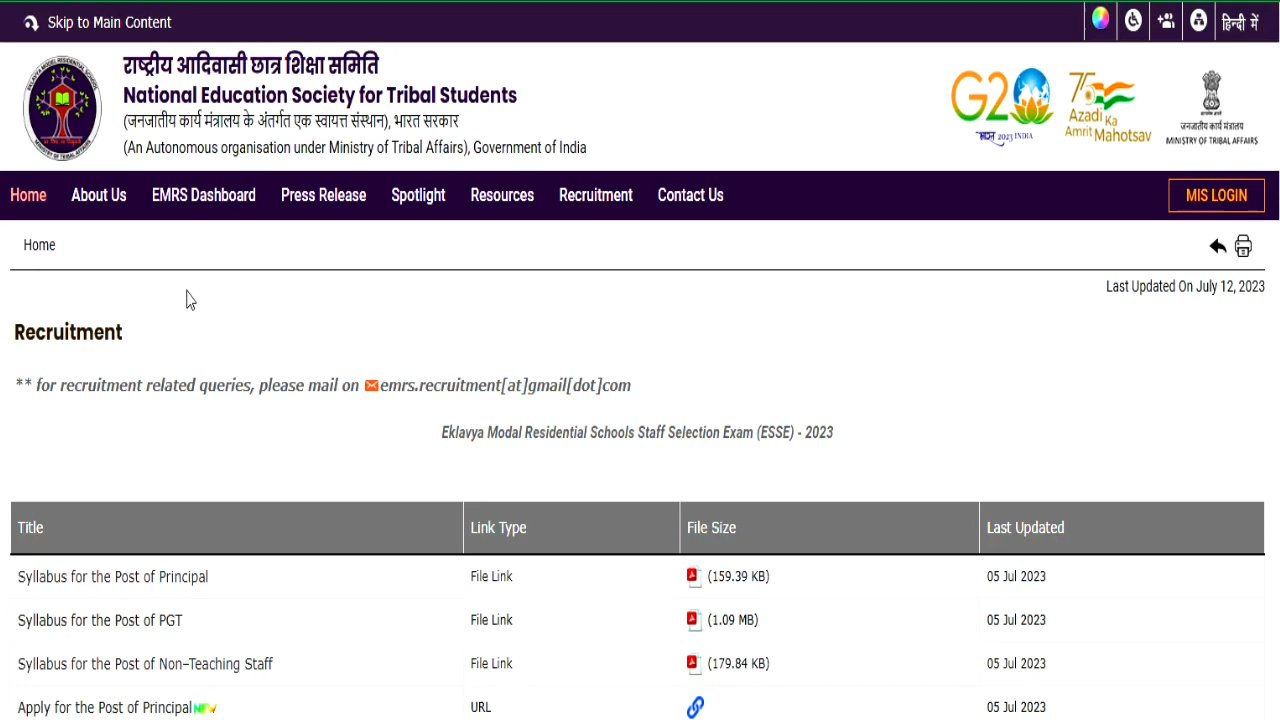 Skip to Main Content
हिन्दी में
राष्ट्रीय आदिवासी छात्र शिक्षा समिति
National Education Society for Tribal Students
(जनजातीय कार्य मंत्रालय के अंतर्गत एक स्वायत्त संस्थान), भारत सरकार
(An Autonomous organisation under Ministry of Tribal Affairs), Government of India
G20
भारत 2023 INDIA
75
Azadi Ka
Amrit Mahotsav
जनजातीय कार्य मंत्रालय
MINISTRY OF TRIBAL AFFAIRS
Home About Us EMRS Dashboard Press Release Spotlight Resources Recruitment Contact Us MIS LOGIN
Home
Last Updated On July 12, 2023
Recruitment
** for recruitment related queries, please mail on emrs.recruitment[at]gmail[dot]com
Eklavya Modal Residential Schools Staff Selection Exam (ESSE) - 2023
Title Link Type File Size Last Updated
Syllabus for the Post of Principal File Link (159.39 KB) 05 Jul 2023
Syllabus for the Post of PGT File Link (1.09 MB) 05 Jul 2023
Syllabus for the Post of Non-Teaching Staff File Link (179.84 KB) 05 Jul 2023
Apply for the Post of Principal NEW URL 05 Jul 2023